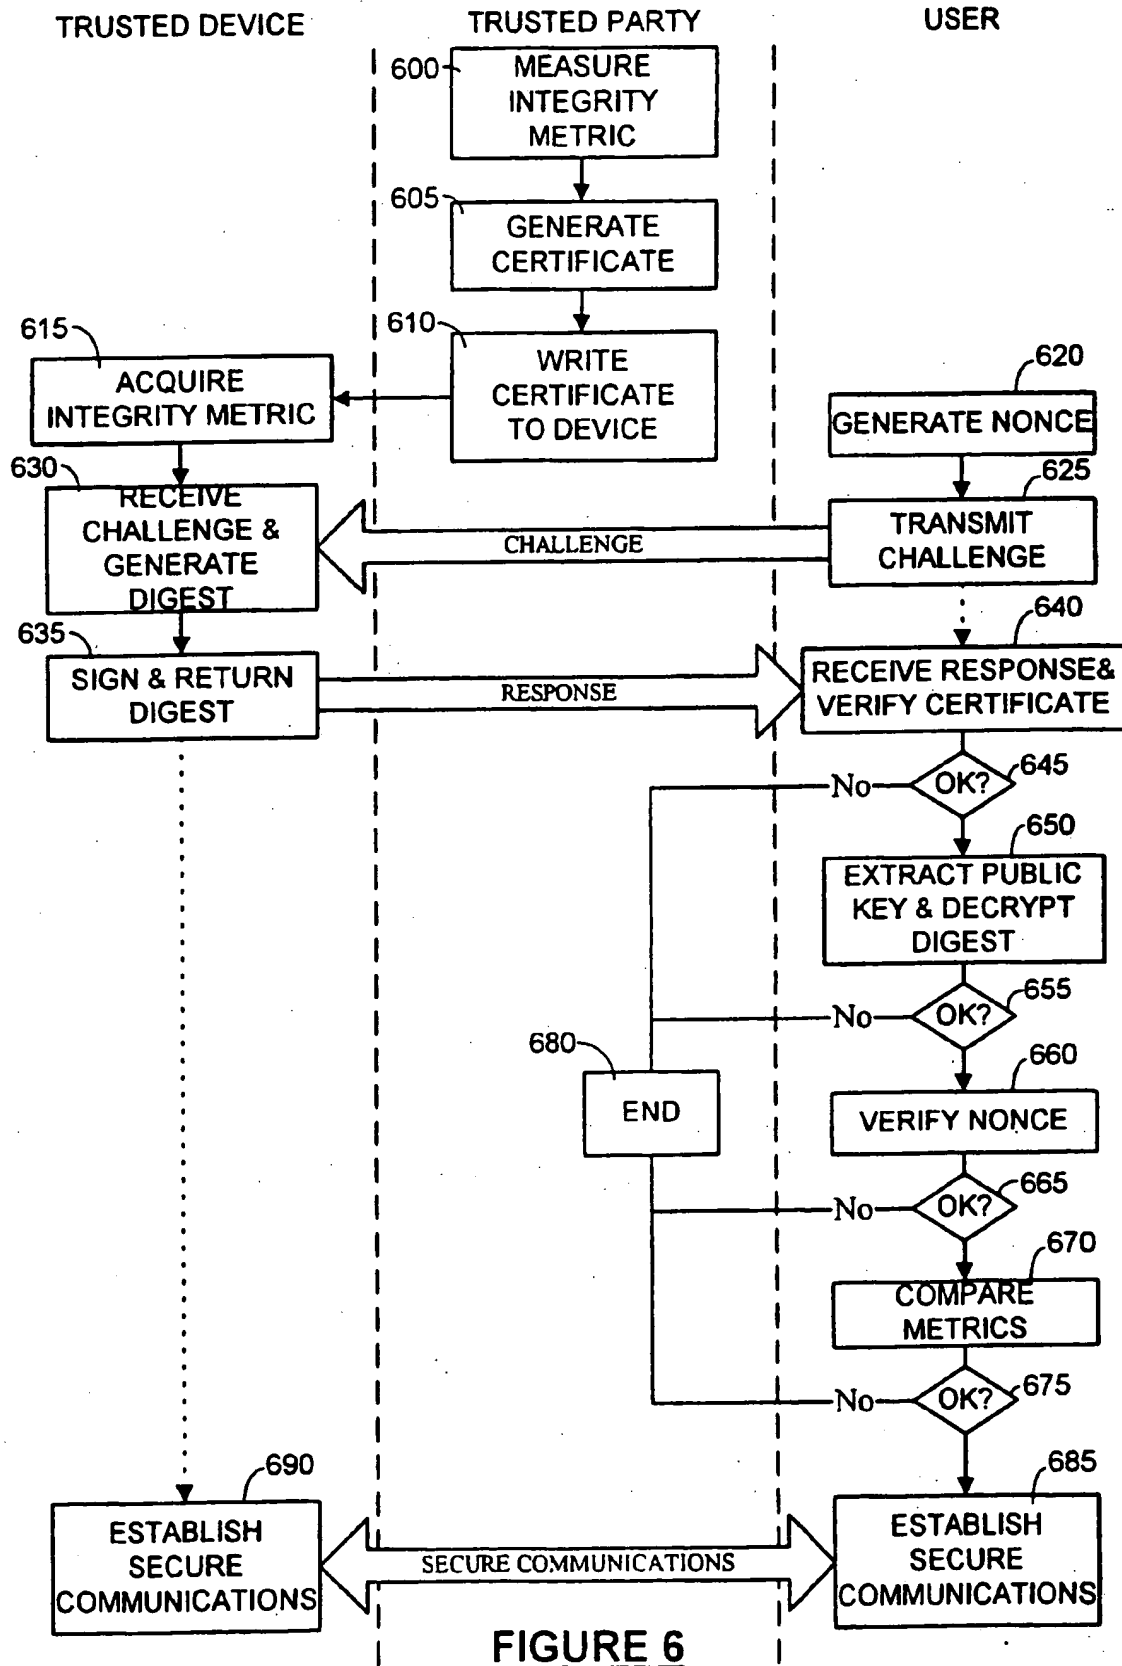 TRUSTED DEVICE
TRUSTED PARTY
USER
600
MEASURE
INTEGRITY
METRIC
605
GENERATE
CERTIFICATE
610
WRITE
CERTIFICATE
TO DEVICE
615
ACQUIRE
INTEGRITY METRIC
620
GENERATE NONCE
625
TRANSMIT
CHALLENGE
CHALLENGE
630
RECEIVE
CHALLENGE &
GENERATE
DIGEST
635
SIGN & RETURN
DIGEST
RESPONSE
640
RECEIVE RESPONSE&
VERIFY CERTIFICATE
645
OK?
No
650
EXTRACT PUBLIC
KEY & DECRYPT
DIGEST
655
OK?
No
680
END
660
VERIFY NONCE
665
OK?
No
670
COMPARE
METRICS
675
OK?
No
690
ESTABLISH
SECURE
COMMUNICATIONS
SECURE COMMUNICATIONS
685
ESTABLISH
SECURE
COMMUNICATIONS
FIGURE 6